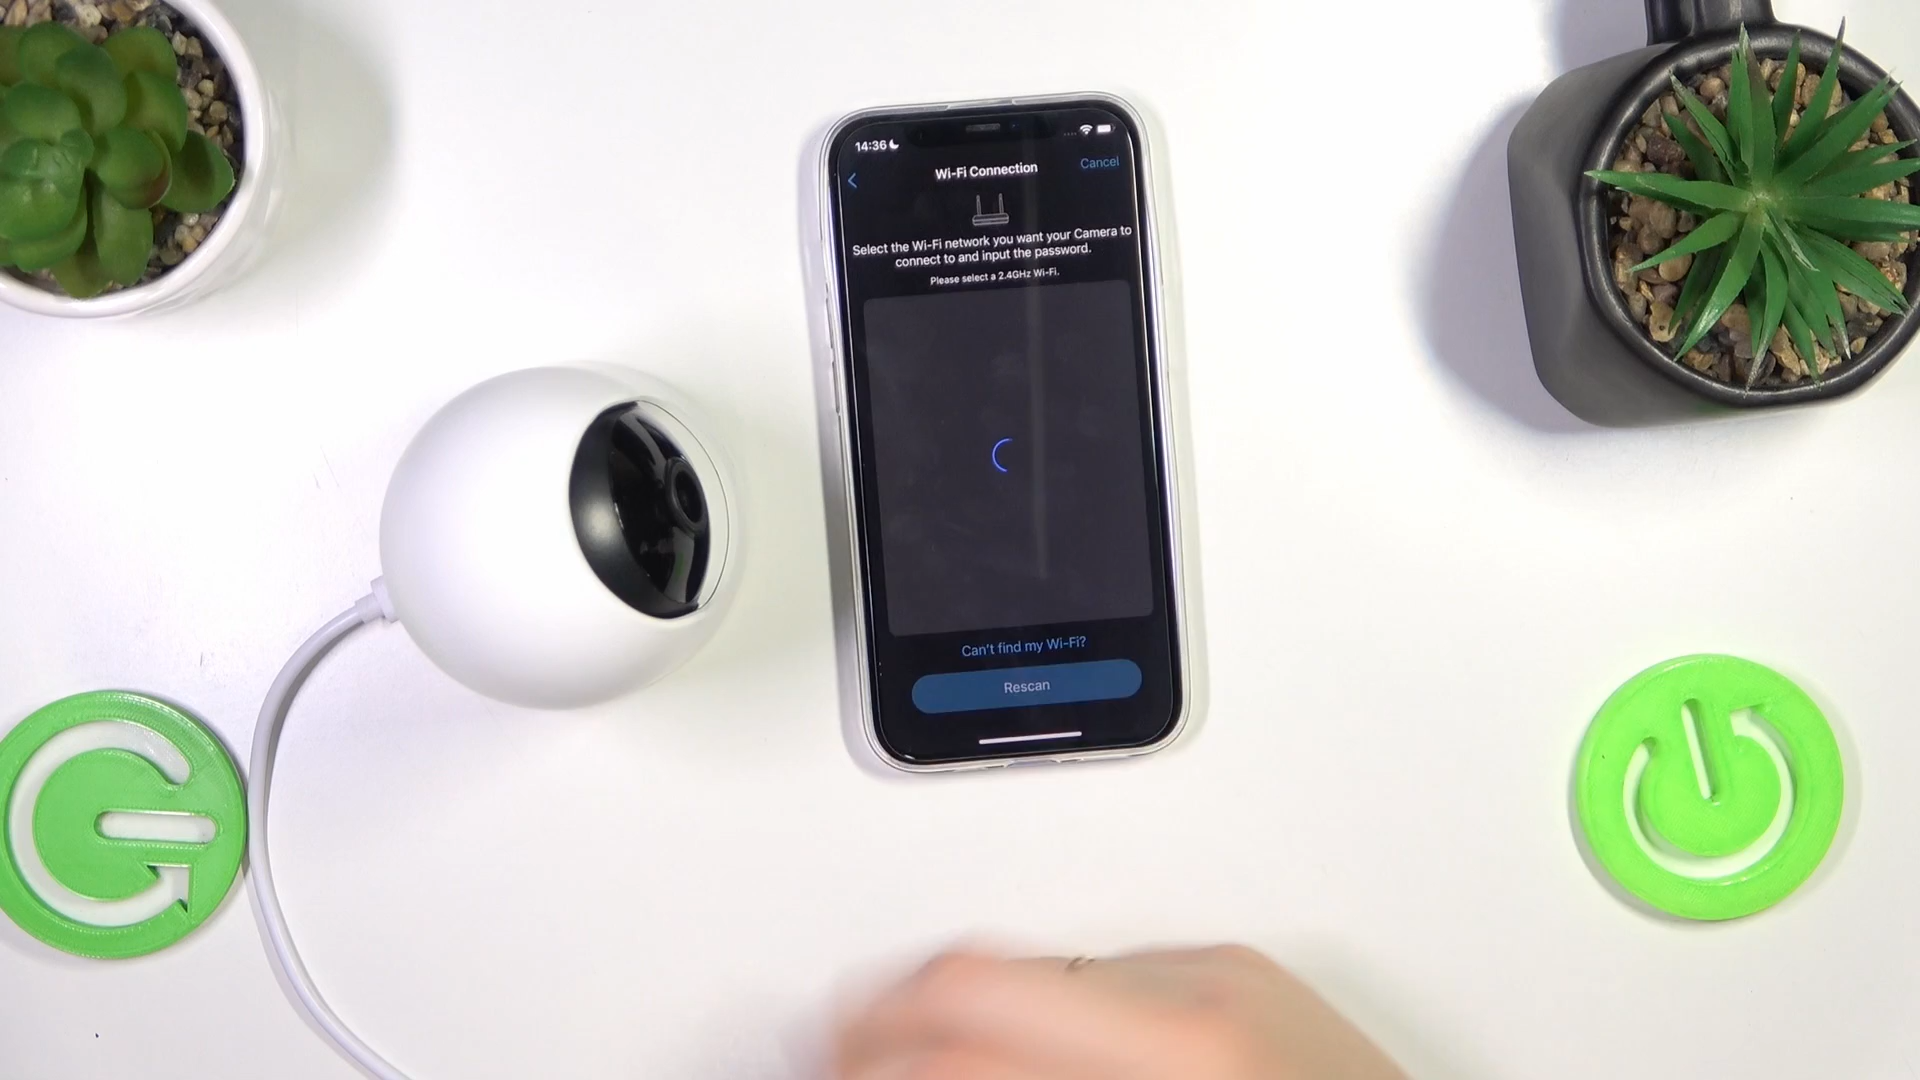 14:36
Wi-Fi Connection
Cancel
Select the Wi-Fi network you want your Camera to
connect to and input the password.
Please select a 2.4GHz Wi-Fi.
Can't find my Wi-Fi?
Rescan